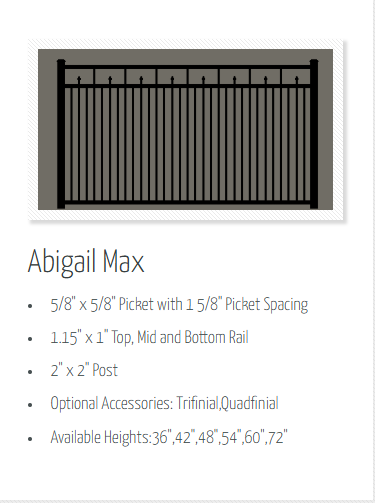 Abigail Max
5/8" x 5/8" Picket with 1 5/8" Picket Spacing
1.15" x 1" Top, Mid and Bottom Rail
2" x 2" Post
Optional Accessories: Trifinial,Quadfinial
Available Heights:36",42",48",54",60",72"